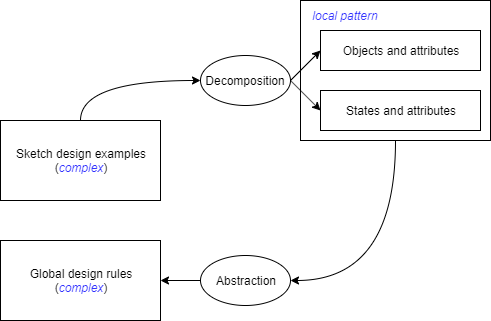 local pattern
Objects and attributes
Decomposition
States and attributes
Sketch design examples
(complex)
Global design rules
(complex)
Abstraction